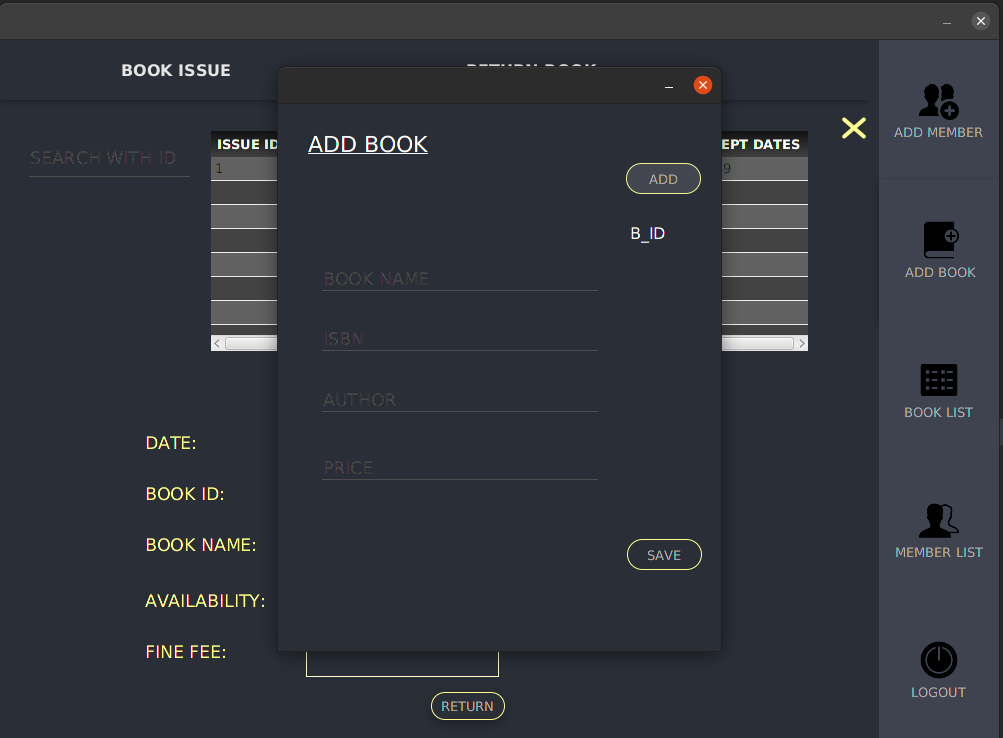 BOOK ISSUE
ADD MEMBER
SEARCH WITH ID
ISSUE ID
EPT DATES
1
9
ADD BOOK
ADD
B_ID
BOOK NAME
ISBN
AUTHOR
PRICE
SAVE
DATE:
BOOK ID:
BOOK NAME:
AVAILABILITY:
FINE FEE:
RETURN
ADD BOOK
BOOK LIST
MEMBER LIST
LOGOUT